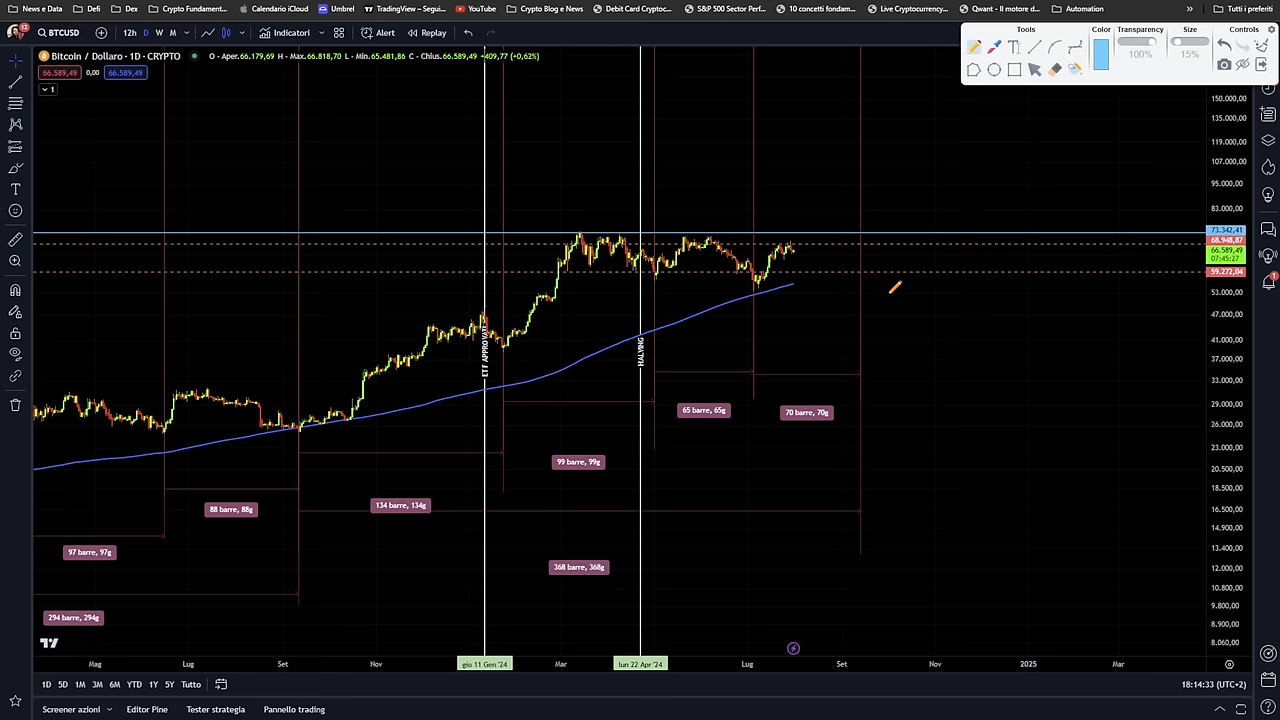 News e Data
Defi
Dex
Crypto Fundament...
Calendario iCloud
Umbrel
TradingView – Segui...
YouTube
Crypto Blog e News
Debit Card Cryptoc...
S&P 500 Sector Perf...
10 concetti fondam...
Live Cryptocurrency...
Qwant - Il motore d...
Automation
»
Tutti i preferiti
12
BTCUSD
12h
D
W
M
Indicatori
Alert
Replay
Tools
Color
Transparency
Size
Controls
100%
15%
Bitcoin / Dollaro · 1D · CRYPTO
O - Aper.66.179,69 H - Max.66.818,70 L - Min.65.481,86 C - Chius.66.589,49 +409,77 (+0,62%)
66.589,49
0,00
66.589,49
1
150.000,00
135.000,00
119.000,00
107.000,00
95.000,00
83.000,00
73.342,41
68.948,87
66.589,49
07:45:27
59.272,04
53.000,00
47.000,00
41.000,00
37.000,00
33.000,00
29.000,00
26.000,00
23.000,00
20.500,00
18.500,00
16.500,00
14.900,00
13.400,00
12.000,00
10.800,00
9.800,00
8.900,00
8.060,00
1
ETF APPROVAL
HALVING
65 barre, 65g
70 barre, 70g
99 barre, 99g
134 barre, 134g
88 barre, 88g
97 barre, 97g
368 barre, 368g
294 barre, 294g
Mag
Lug
Set
Nov
gio 11 Gen '24
Mar
lun 22 Apr '24
Lug
Set
Nov
2025
Mar
1D
5D
1M
3M
6M
YTD
1Y
5Y
Tutto
18:14:33 (UTC+2)
Screener azioni
Editor Pine
Tester strategia
Pannello trading